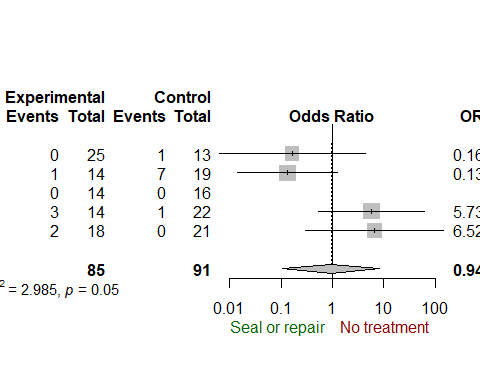 Experimental Control
Events Total Events Total Odds Ratio OR
0 25 1 13 0.16
1 14 7 19 0.13
0 14 0 16
3 14 1 22 5.73
2 18 0 21 6.52
85 91 0.94
2 = 2.985, p = 0.05
0.01 0.1 1 10 100
Seal or repair No treatment